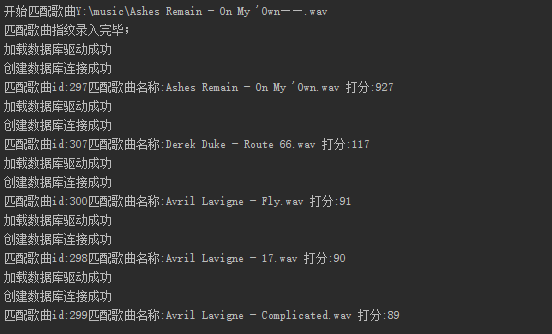 开始匹配歌曲Y:\music\Ashes Remain - On My 'Own——.wav
匹配歌曲指纹录入完毕;
加载数据库驱动成功
创建数据库连接成功
匹配歌曲id:297匹配歌曲名称:Ashes Remain - On My 'Own.wav 打分:927
加载数据库驱动成功
创建数据库连接成功
匹配歌曲id:307匹配歌曲名称:Derek Duke - Route 66.wav 打分:117
加载数据库驱动成功
创建数据库连接成功
匹配歌曲id:300匹配歌曲名称:Avril Lavigne - Fly.wav 打分:91
加载数据库驱动成功
创建数据库连接成功
匹配歌曲id:298匹配歌曲名称:Avril Lavigne - 17.wav 打分:90
加载数据库驱动成功
创建数据库连接成功
匹配歌曲id:299匹配歌曲名称:Avril Lavigne - Complicated.wav 打分:89